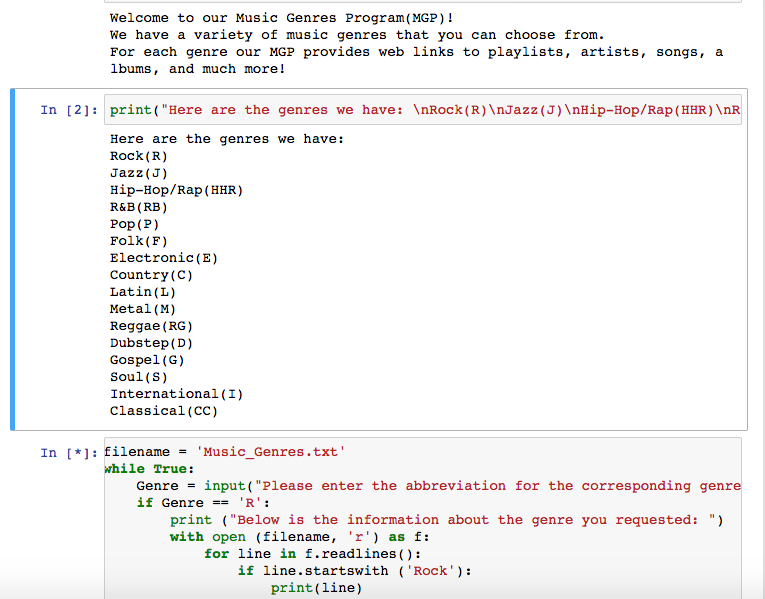 Welcome to our Music Genres Program(MGP)!
We have a variety of music genres that you can choose from.
For each genre our MGP provides web links to playlists, artists, songs, a
lbums, and much more!
In [2]: print("Here are the genres we have: \nRock(R)\nJazz(J)\nHip-Hop/Rap(HHR)\nR
Here are the genres we have:
Rock(R)
Jazz(J)
Hip-Hop/Rap(HHR)
R&B(RB)
Pop(P)
Folk(F)
Electronic(E)
Country(C)
Latin(L)
Metal(M)
Reggae(RG)
Dubstep(D)
Gospel(G)
Soul(S)
International(I)
Classical(CC)
In [*]: filename = 'Music_Genres.txt'
while True:
    Genre = input("Please enter the abbreviation for the corresponding genre
    if Genre == 'R':
        print ("Below is the information about the genre you requested: ")
        with open (filename, 'r') as f:
            for line in f.readlines():
                if line.startswith ('Rock'):
                    print(line)